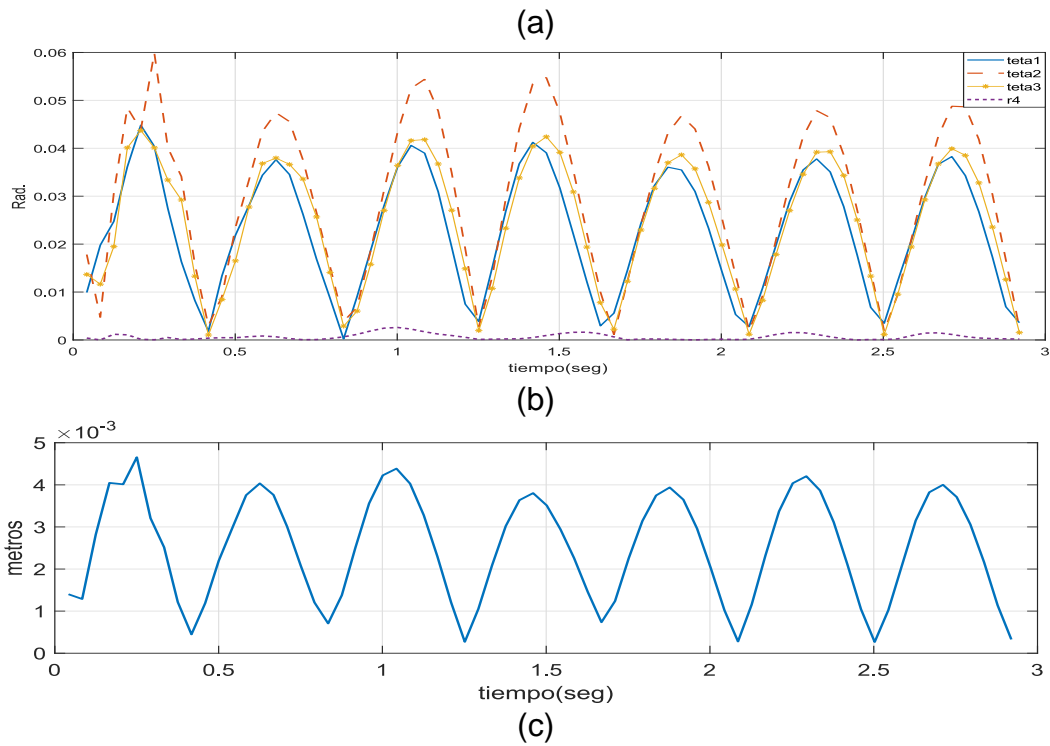 (a)
0.06
0.05
0.04
0.03
0.02
0.01
0
Rad.
teta1
teta2
teta3
r4
0 0.5 1 1.5 2 2.5 3
tiempo(seg)
(b)
×10-3
5
4
3
2
1
0
metros
0 0.5 1 1.5 2 2.5 3
tiempo(seg)
(c)